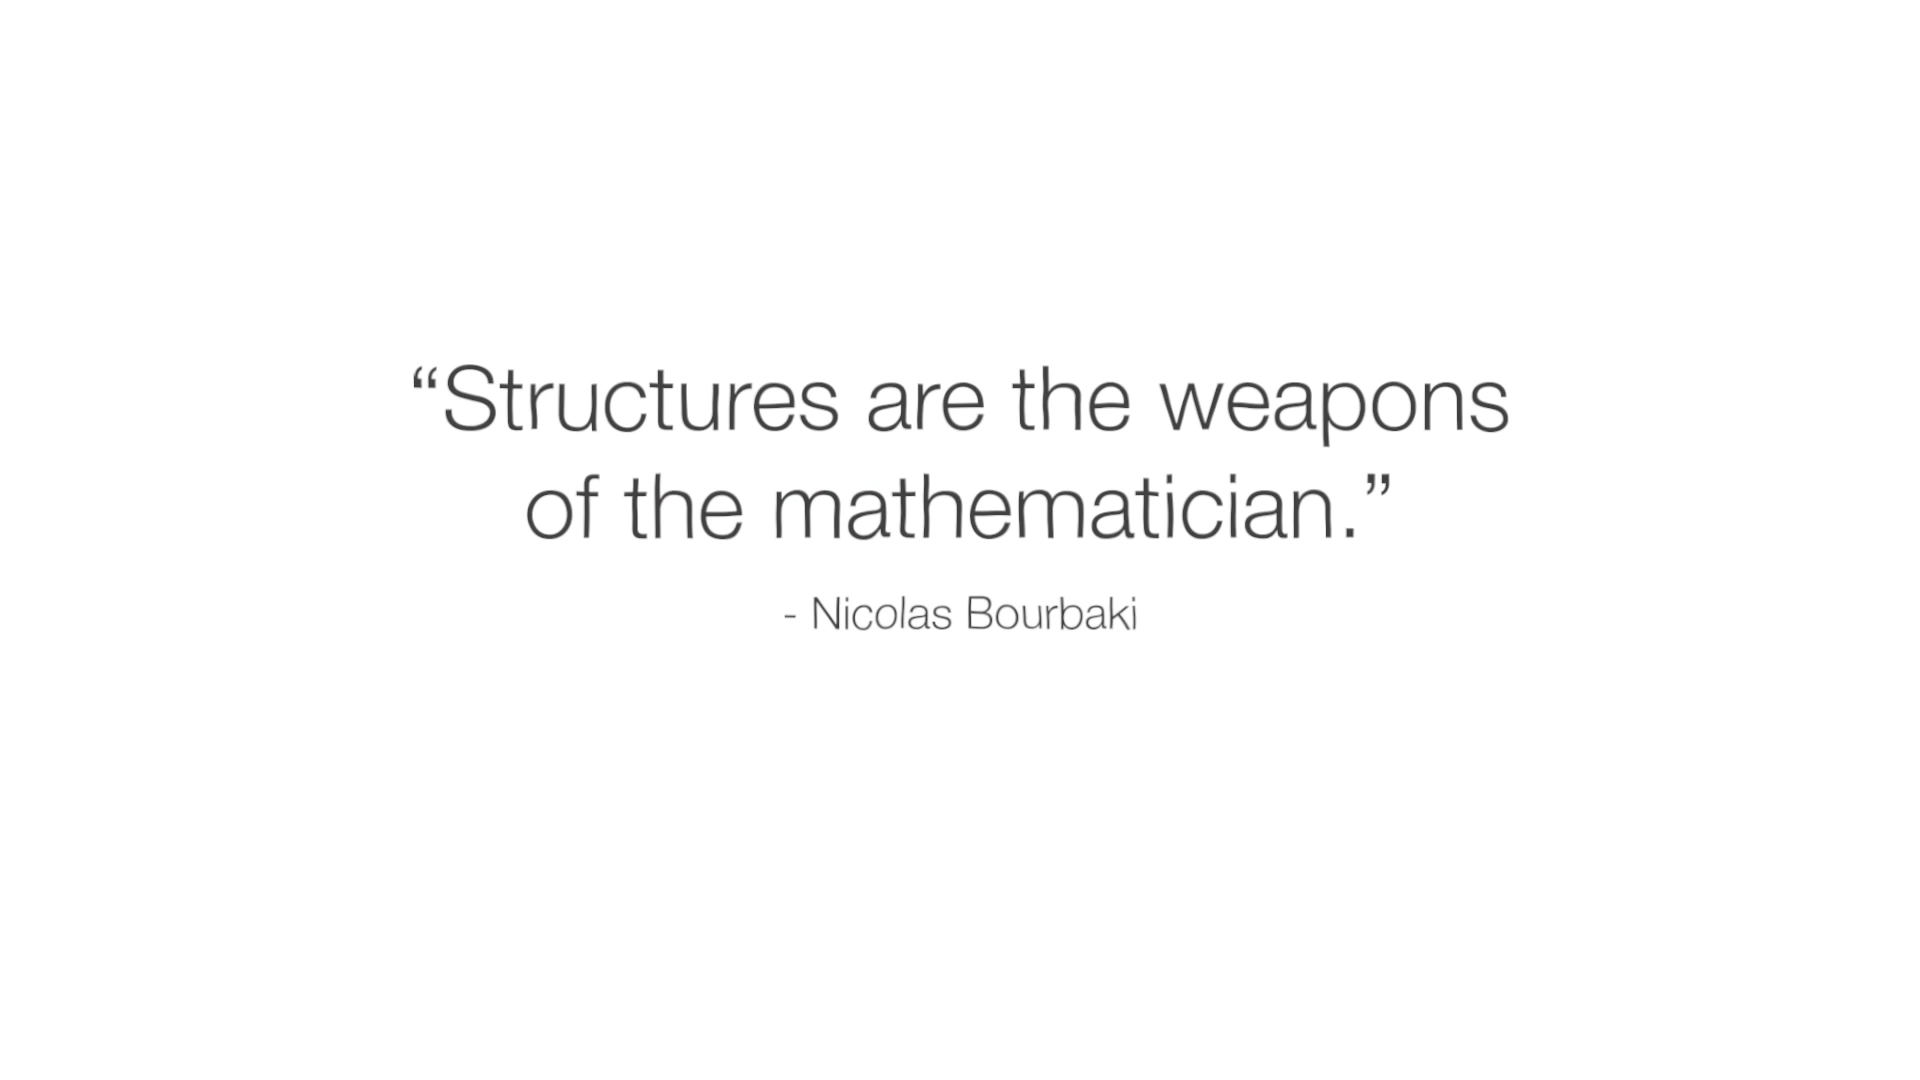 “Structures are the weapons
of the mathematician.”
- Nicolas Bourbaki